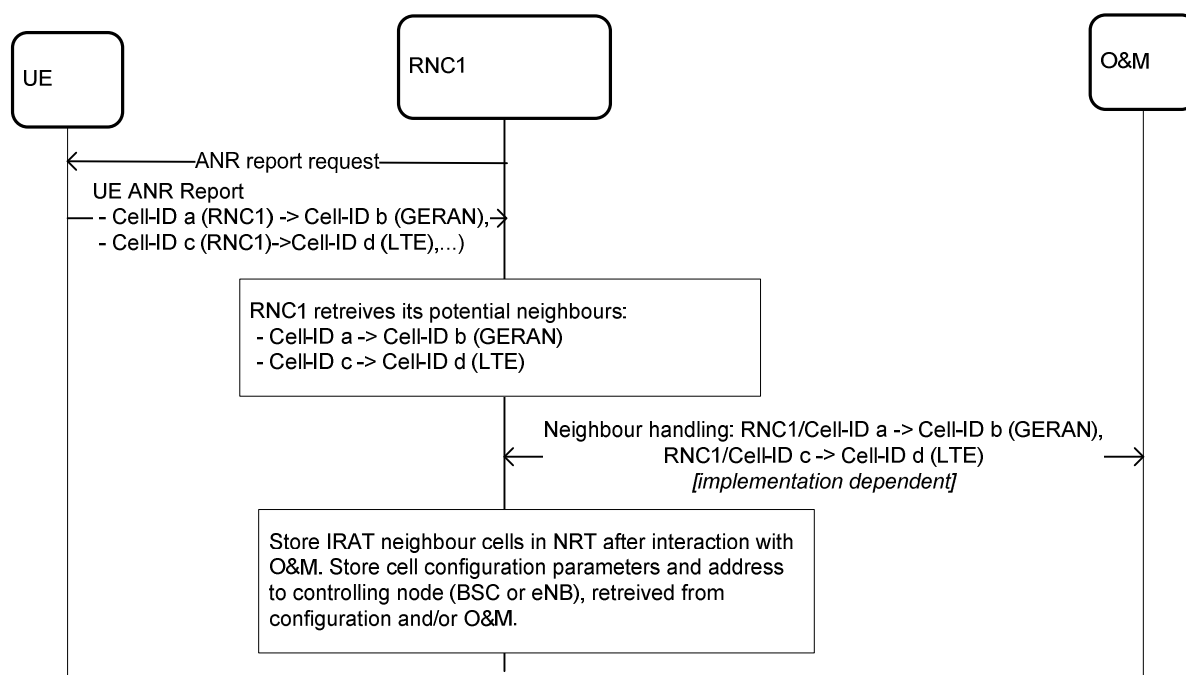 UE
RNC1
O&M
ANR report request
UE ANR Report
- Cell-ID a (RNC1) -> Cell-ID b (GERAN),
- Cell-ID c (RNC1)->Cell-ID d (LTE),...)
RNC1 retreives its potential neighbours:
- Cell-ID a -> Cell-ID b (GERAN)
- Cell-ID c -> Cell-ID d (LTE)
Neighbour handling: RNC1/Cell-ID a -> Cell-ID b (GERAN),
RNC1/Cell-ID c -> Cell-ID d (LTE)
[implementation dependent]
Store IRAT neighbour cells in NRT after interaction with
O&M. Store cell configuration parameters and address
to controlling node (BSC or eNB), retreived from
configuration and/or O&M.